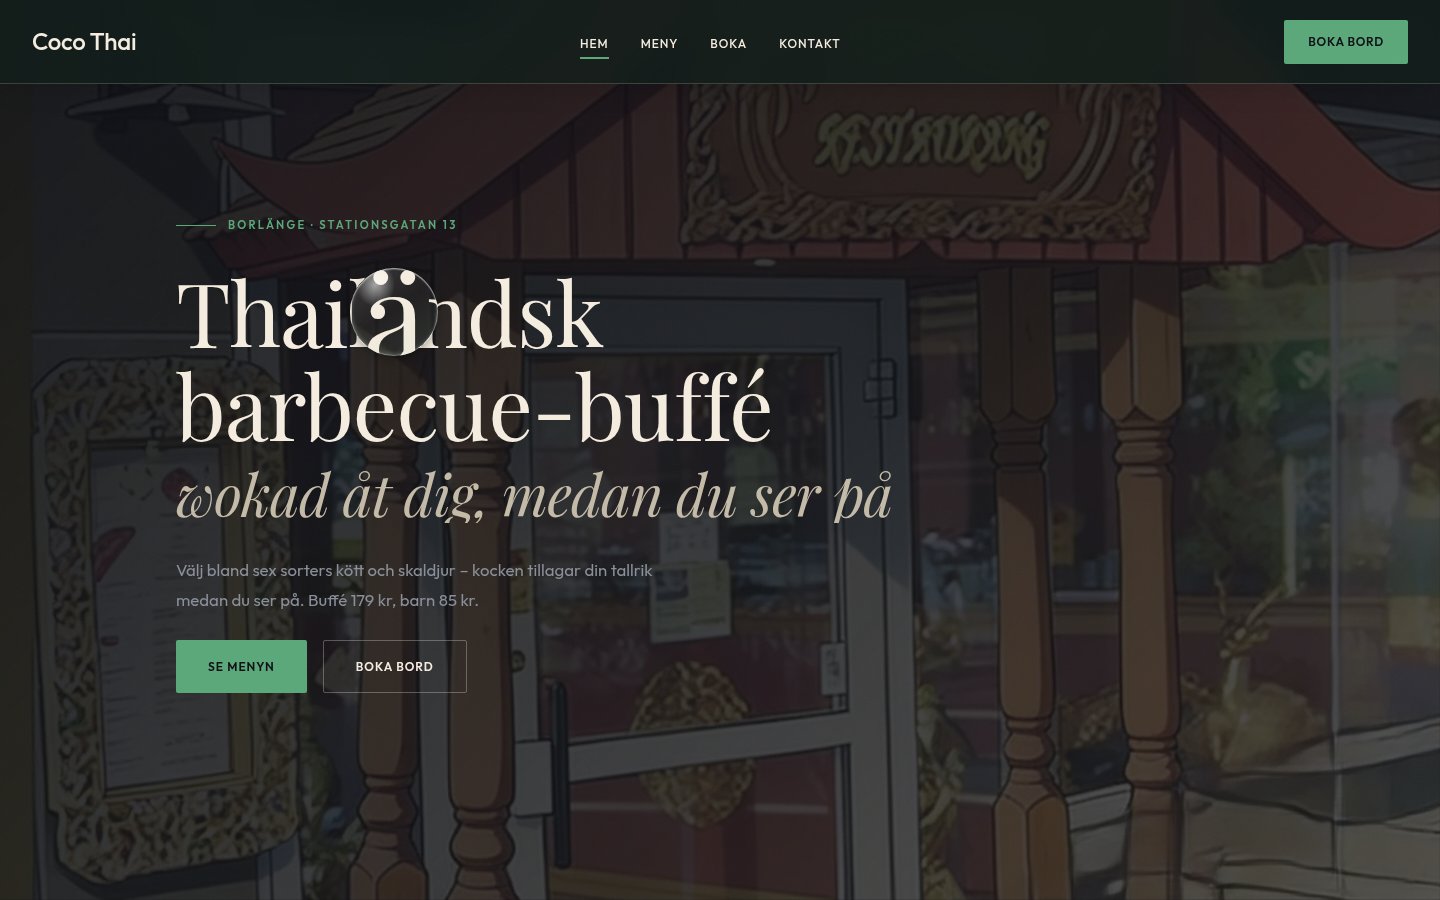 Coco Thai
HEM
MENY
BOKA
KONTAKT
BOKA BORD
BORLÄNGE · STATIONSGATAN 13
Thailändsk
barbecue-buffé
wokad åt dig, medan du ser på
Välj bland sex sorters kött och skaldjur – kocken tillagar din tallrik
medan du ser på. Buffé 179 kr, barn 85 kr.
SE MENYN
BOKA BORD